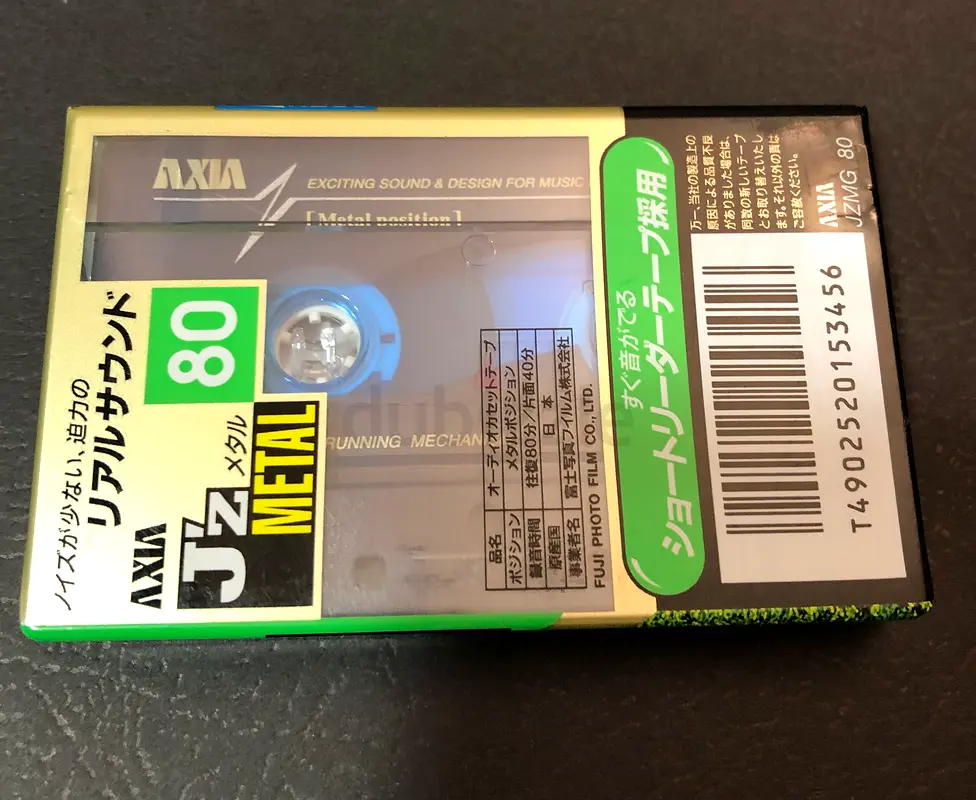 AXIA
EXCITING SOUND & DESIGN FOR MUSIC
[Metal position]
RUNNING MECHAN
ノイズが少ない、迫力の
リアルサウンド
AXIA
J'z メタル
METAL
80
品名 オーディオカセットテープ
ポジション メタルポジション
録音時間 往復80分/片面40分
原産国 日本
事業者名 富士写真フイルム株式会社
FUJI PHOTO FILM CO., LTD.
すぐ音がでる
ショートリーダーテープ採用
万一、当社の製造上の
原因による品質不良
がありました場合は、
同数の新しいテープ
とお取り替えいたし
ます。それ以外の責は
ご容赦ください。
AXIA
JZMG 80
T4902520153456